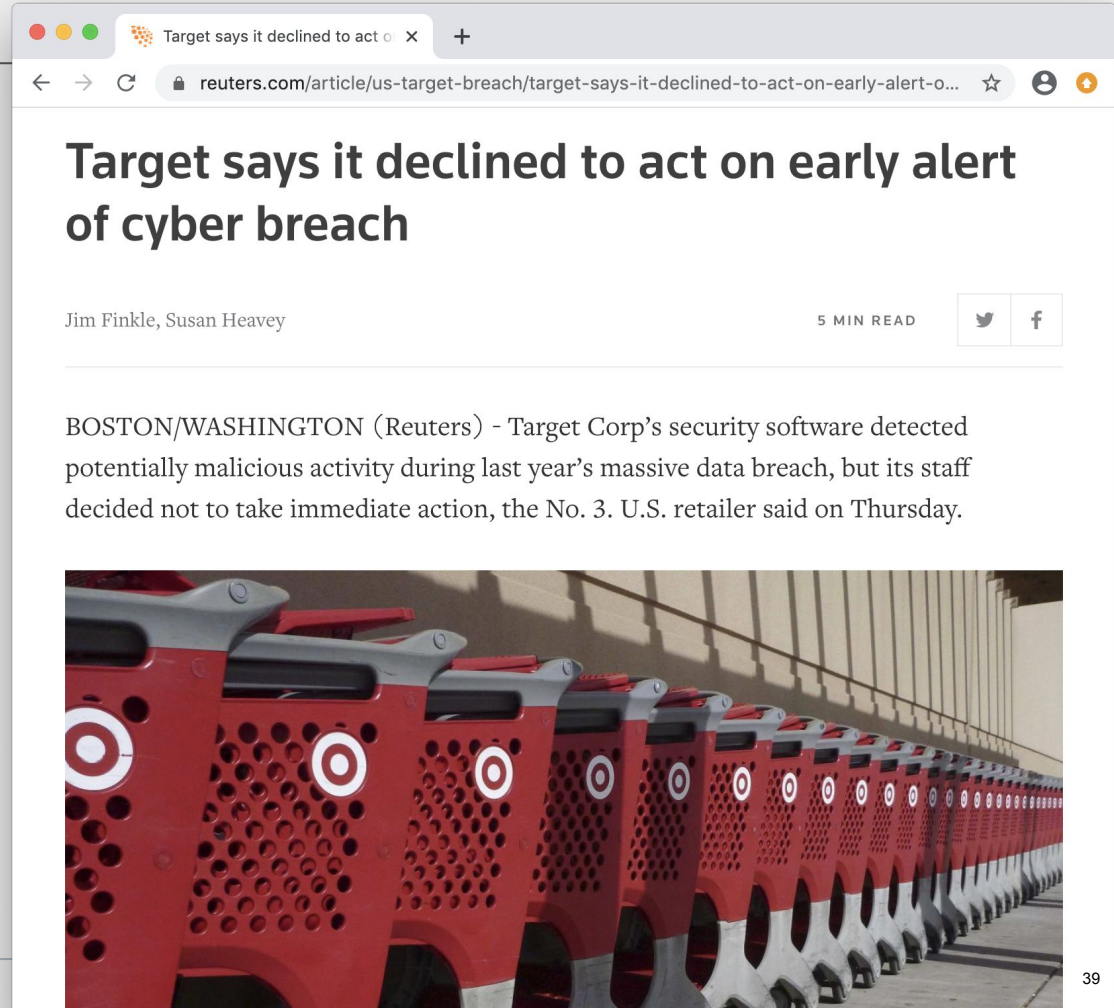 Target says it declined to act o
reuters.com/article/us-target-breach/target-says-it-declined-to-act-on-early-alert-o...
Target says it declined to act on early alert
of cyber breach
Jim Finkle, Susan Heavey
5 MIN READ
BOSTON/WASHINGTON (Reuters) - Target Corp’s security software detected
potentially malicious activity during last year’s massive data breach, but its staff
decided not to take immediate action, the No. 3. U.S. retailer said on Thursday.
39